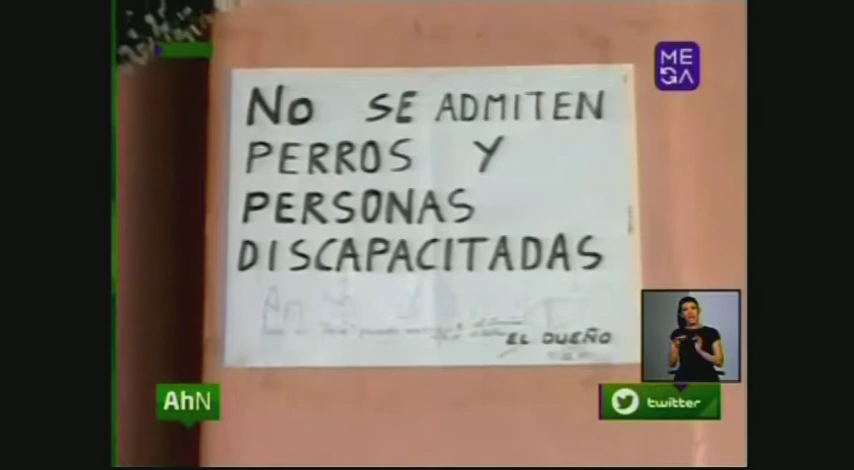 ME
GA
No SE ADMITEN
PERROS Y
PERSONAS
DISCAPACITADAS
EL DUEÑO
AhN
twitter